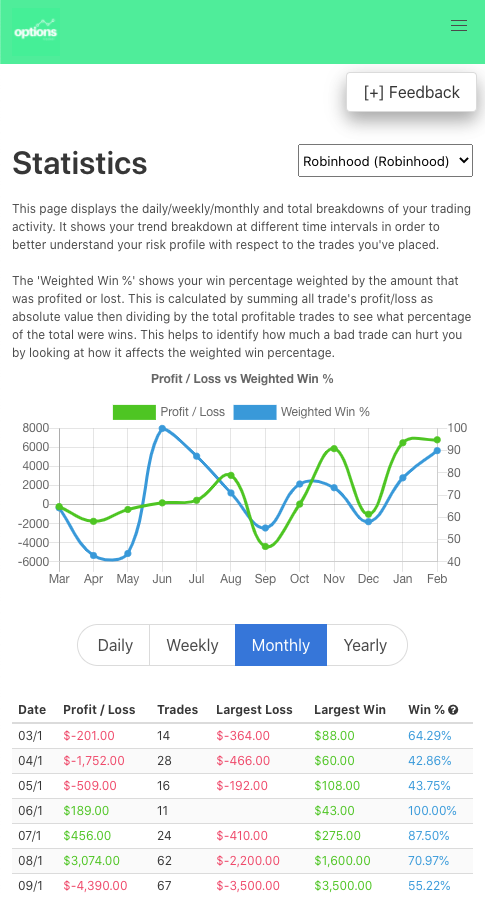 options
[+] Feedback
Statistics
Robinhood (Robinhood)
This page displays the daily/weekly/monthly and total breakdowns of your trading
activity. It shows your trend breakdown at different time intervals in order to
better understand your risk profile with respect to the trades you've placed.
The 'Weighted Win %' shows your win percentage weighted by the amount that
was profited or lost. This is calculated by summing all trade's profit/loss as
absolute value then dividing by the total profitable trades to see what percentage
of the total were wins. This helps to identify how much a bad trade can hurt you
by looking at how it affects the weighted win percentage.
Profit / Loss vs Weighted Win %
Profit / Loss Weighted Win %
8000 100
6000 90
4000 80
2000 70
0 60
-2000 50
-4000 40
-6000
Mar Apr May Jun Jul Aug Sep Oct Nov Dec Jan Feb
Daily Weekly Monthly Yearly
Date Profit / Loss Trades Largest Loss Largest Win Win % ?
03/1 $-201.00 14 $-364.00 $88.00 64.29%
04/1 $-1,752.00 28 $-466.00 $60.00 42.86%
05/1 $-509.00 16 $-192.00 $108.00 43.75%
06/1 $189.00 11 $43.00 100.00%
07/1 $456.00 24 $-410.00 $275.00 87.50%
08/1 $3,074.00 62 $-2,200.00 $1,600.00 70.97%
09/1 $-4,390.00 67 $-3,500.00 $3,500.00 55.22%